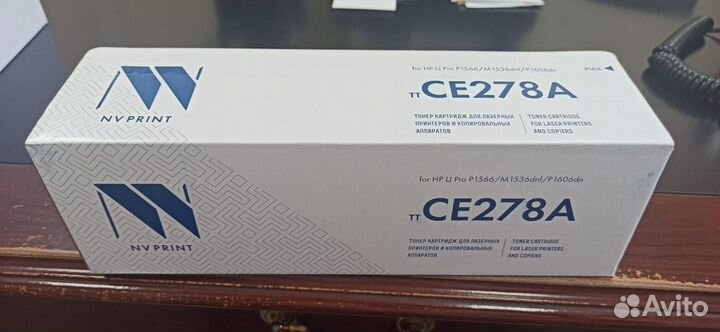 for HP LJ Pro P1566/M1536dnf/P1606dn
PULL
TT CE278A
NV PRINT
ТОНЕР КАРТРИДЖ ДЛЯ ЛАЗЕРНЫХ
ПРИНТЕРОВ И КОПИРОВАЛЬНЫХ
АППАРАТОВ
TONER CARTRIDGE
FOR LASER PRINTERS
AND COPIERS
for HP LJ Pro P1566/M1536dnf/P1606dn
TT CE278A
NV PRINT
ТОНЕР КАРТРИДЖ ДЛЯ ЛАЗЕРНЫХ
ПРИНТЕРОВ И КОПИРОВАЛЬНЫХ
АППАРАТОВ
TONER CARTRIDGE
FOR LASER PRINTERS
AND COPIERS
Avito